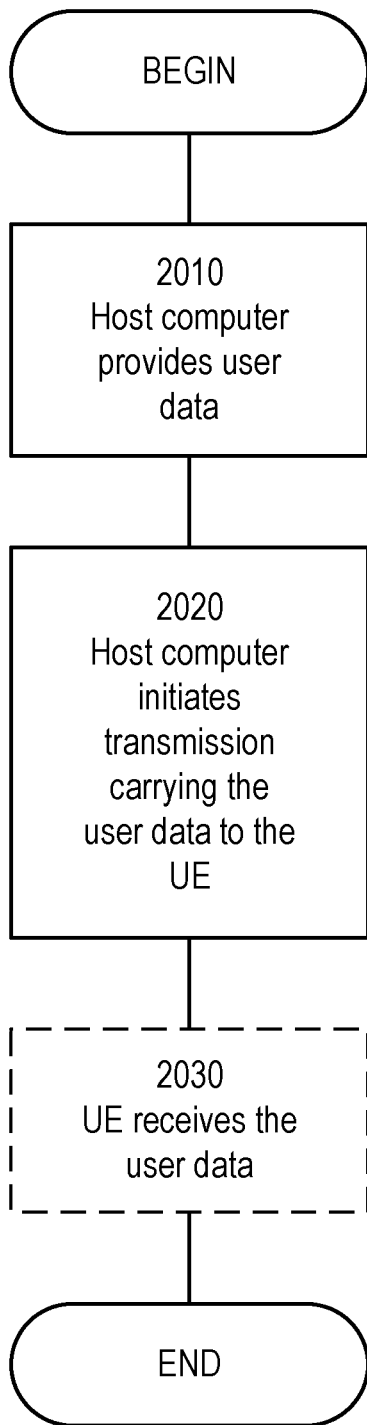 BEGIN
2010
Host computer
provides user
data
2020
Host computer
initiates
transmission
carrying the
user data to the
UE
2030
UE receives the
user data
END